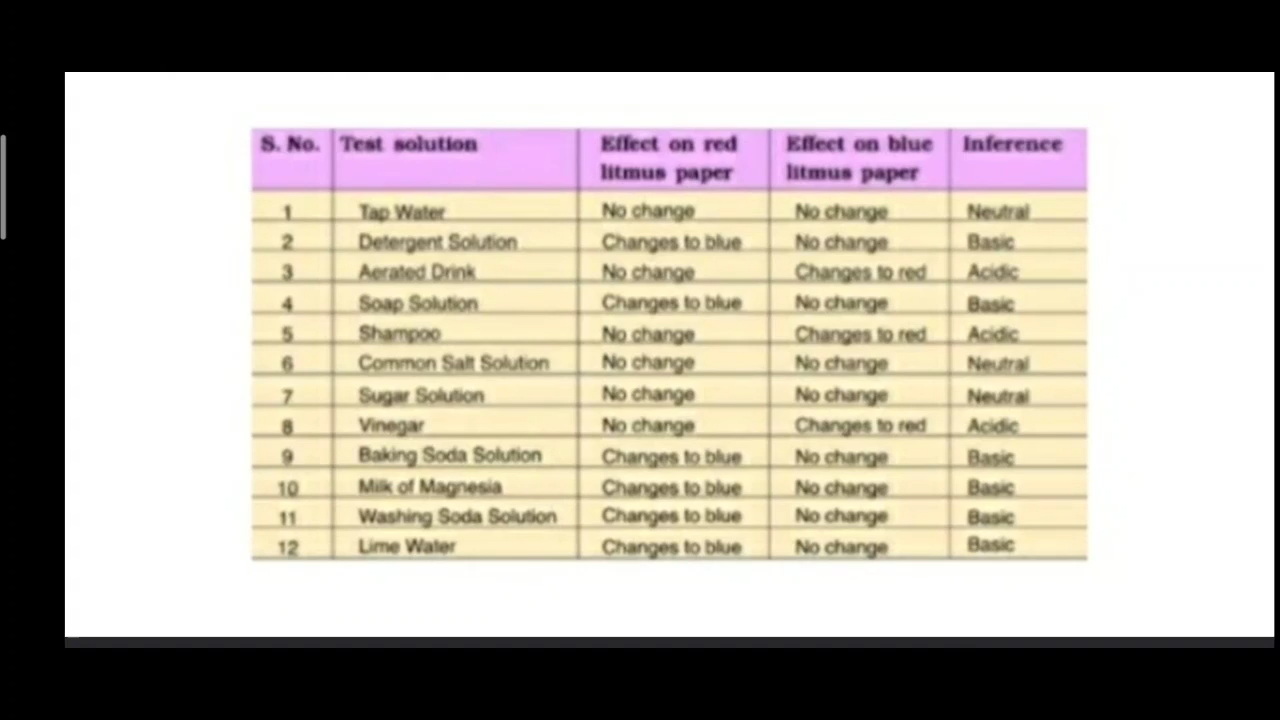 S. No. Test solution Effect on red litmus paper Effect on blue litmus paper Inference
1 Tap Water No change No change Neutral
2 Detergent Solution Changes to blue No change Basic
3 Aerated Drink No change Changes to red Acidic
4 Soap Solution Changes to blue No change Basic
5 Shampoo No change Changes to red Acidic
6 Common Salt Solution No change No change Neutral
7 Sugar Solution No change No change Neutral
8 Vinegar No change Changes to red Acidic
9 Baking Soda Solution Changes to blue No change Basic
10 Milk of Magnesia Changes to blue No change Basic
11 Washing Soda Solution Changes to blue No change Basic
12 Lime Water Changes to blue No change Basic